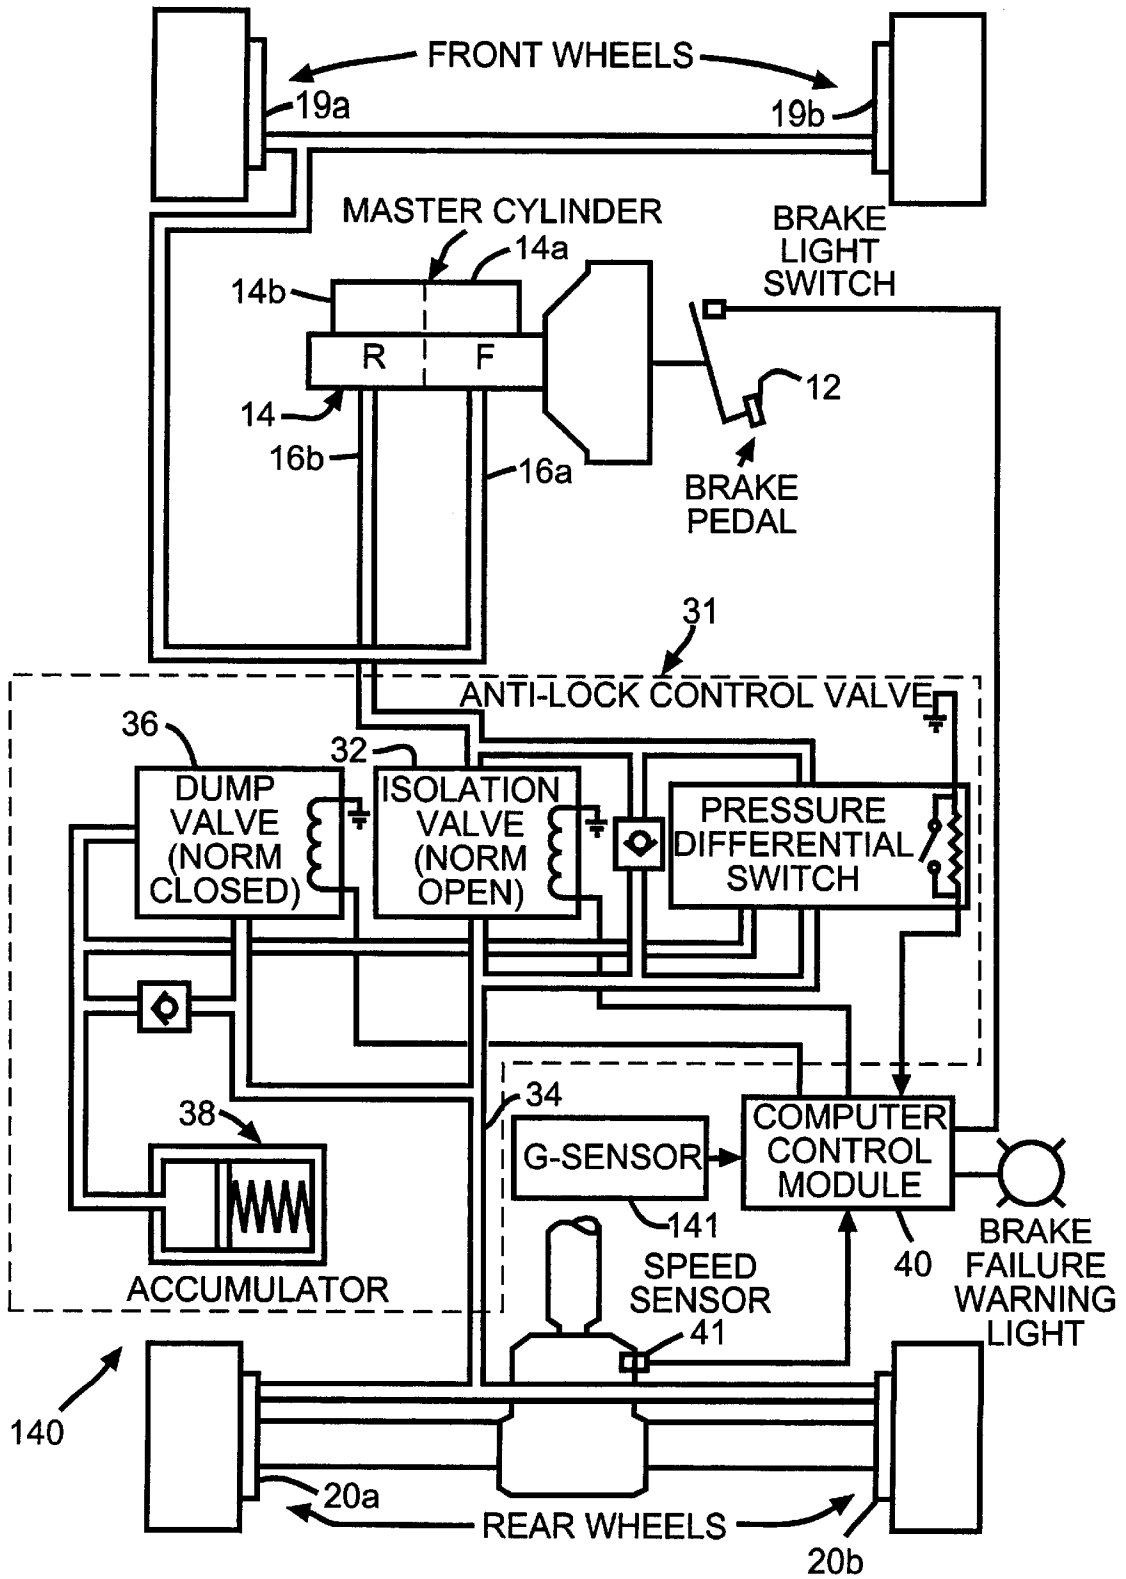 FRONT WHEELS
19a
19b
MASTER CYLINDER
14a
14b
BRAKE
LIGHT
SWITCH
R
F
14
12
16b
16a
BRAKE
PEDAL
31
ANTI-LOCK CONTROL VALVE
36
32
DUMP
VALVE
(NORM
CLOSED)
ISOLATION
VALVE
(NORM
OPEN)
PRESSURE
DIFFERENTIAL
SWITCH
34
38
COMPUTER
CONTROL
MODULE
G-SENSOR
141
40
ACCUMULATOR
SPEED
SENSOR
41
BRAKE
FAILURE
WARNING
LIGHT
140
20a
REAR WHEELS
20b